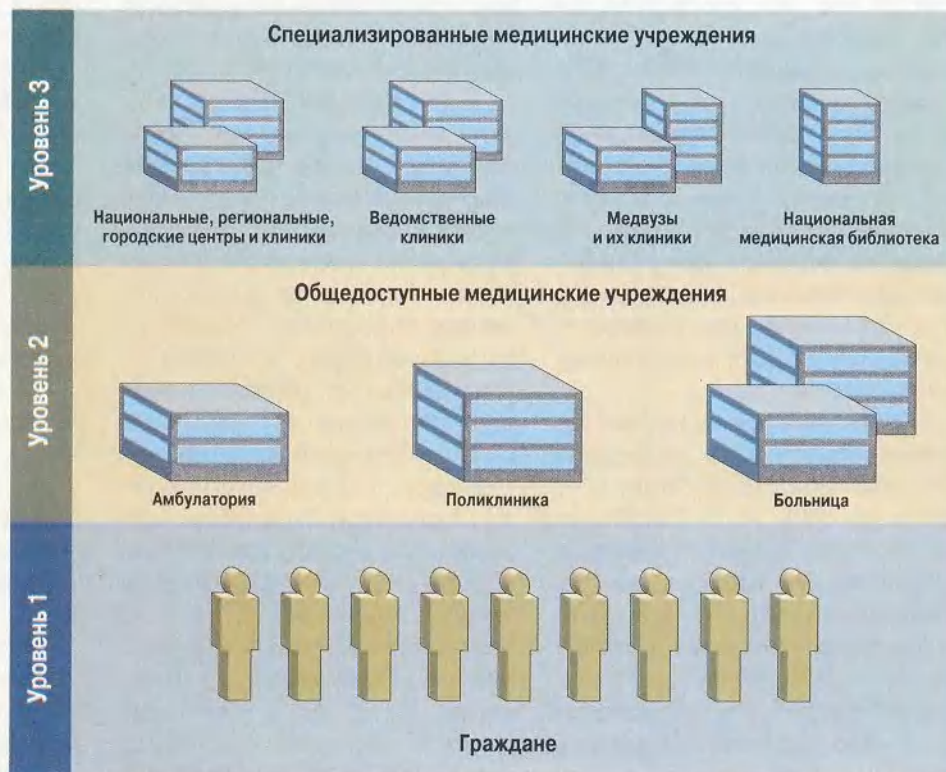 Уровень 3
Специализированные медицинские учреждения
Национальные, региональные,
городские центры и клиники
Ведомственные
клиники
Медвузы
и их клиники
Национальная
медицинская библиотека
Уровень 2
Общедоступные медицинские учреждения
Амбулатория
Поликлиника
Больница
Уровень 1
Граждане